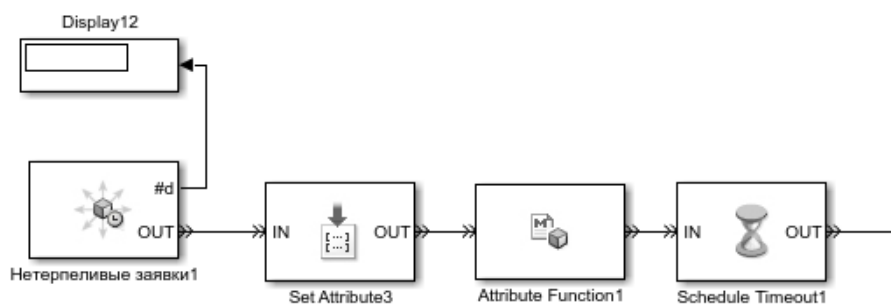 Display12
#d
OUT
IN
OUT
IN
OUT
Нетерпеливые заявки1
Set Attribute3
Attribute Function1
Schedule Timeout1